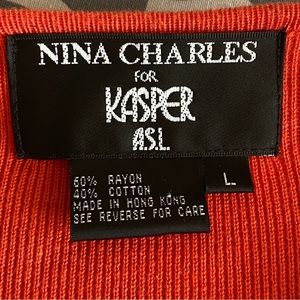 NINA CHARLES
FOR
KASPER
A.S.L.
60% RAYON
40% COTTON
MADE IN HONG KONG
SEE REVERSE FOR CARE
L